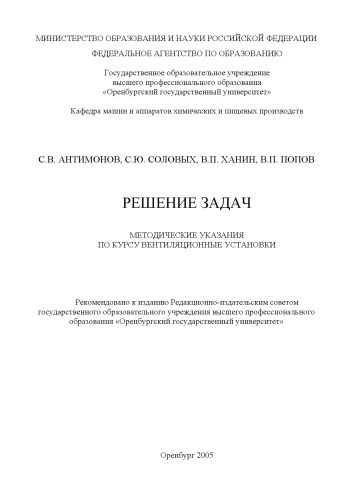 МИНИСТЕРСТВО ОБРАЗОВАНИЯ И НАУКИ РОССИЙСКОЙ ФЕДЕРАЦИИ
ФЕДЕРАЛЬНОЕ АГЕНТСТВО ПО ОБРАЗОВАНИЮ
Государственное образовательное учреждение
высшего профессионального образования
«Оренбургский государственный университет»
Кафедра машин и аппаратов химических и пищевых производств
С.В. АНТИМОНОВ, С.Ю. СОЛОВЫХ, В.П. ХАНИН, В.П. ПОПОВ
РЕШЕНИЕ ЗАДАЧ
МЕТОДИЧЕСКИЕ УКАЗАНИЯ
ПО КУРСУ ВЕНТИЛЯЦИОННЫЕ УСТАНОВКИ
Рекомендовано к изданию Редакционно-издательским советом
государственного образовательного учреждения высшего профессионального
образования «Оренбургский государственный университет»
Оренбург 2005